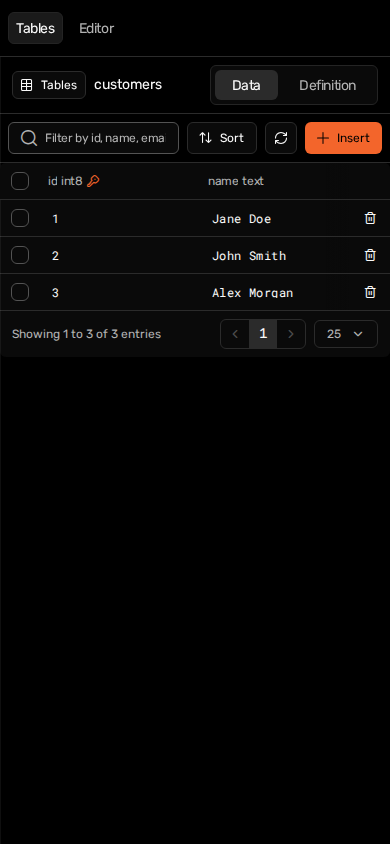 Tables Editor
Tables customers Data Definition
Filter by id, name, ema Sort Insert
id int8 name text
1 Jane Doe
2 John Smith
3 Alex Morgan
Showing 1 to 3 of 3 entries 1 25